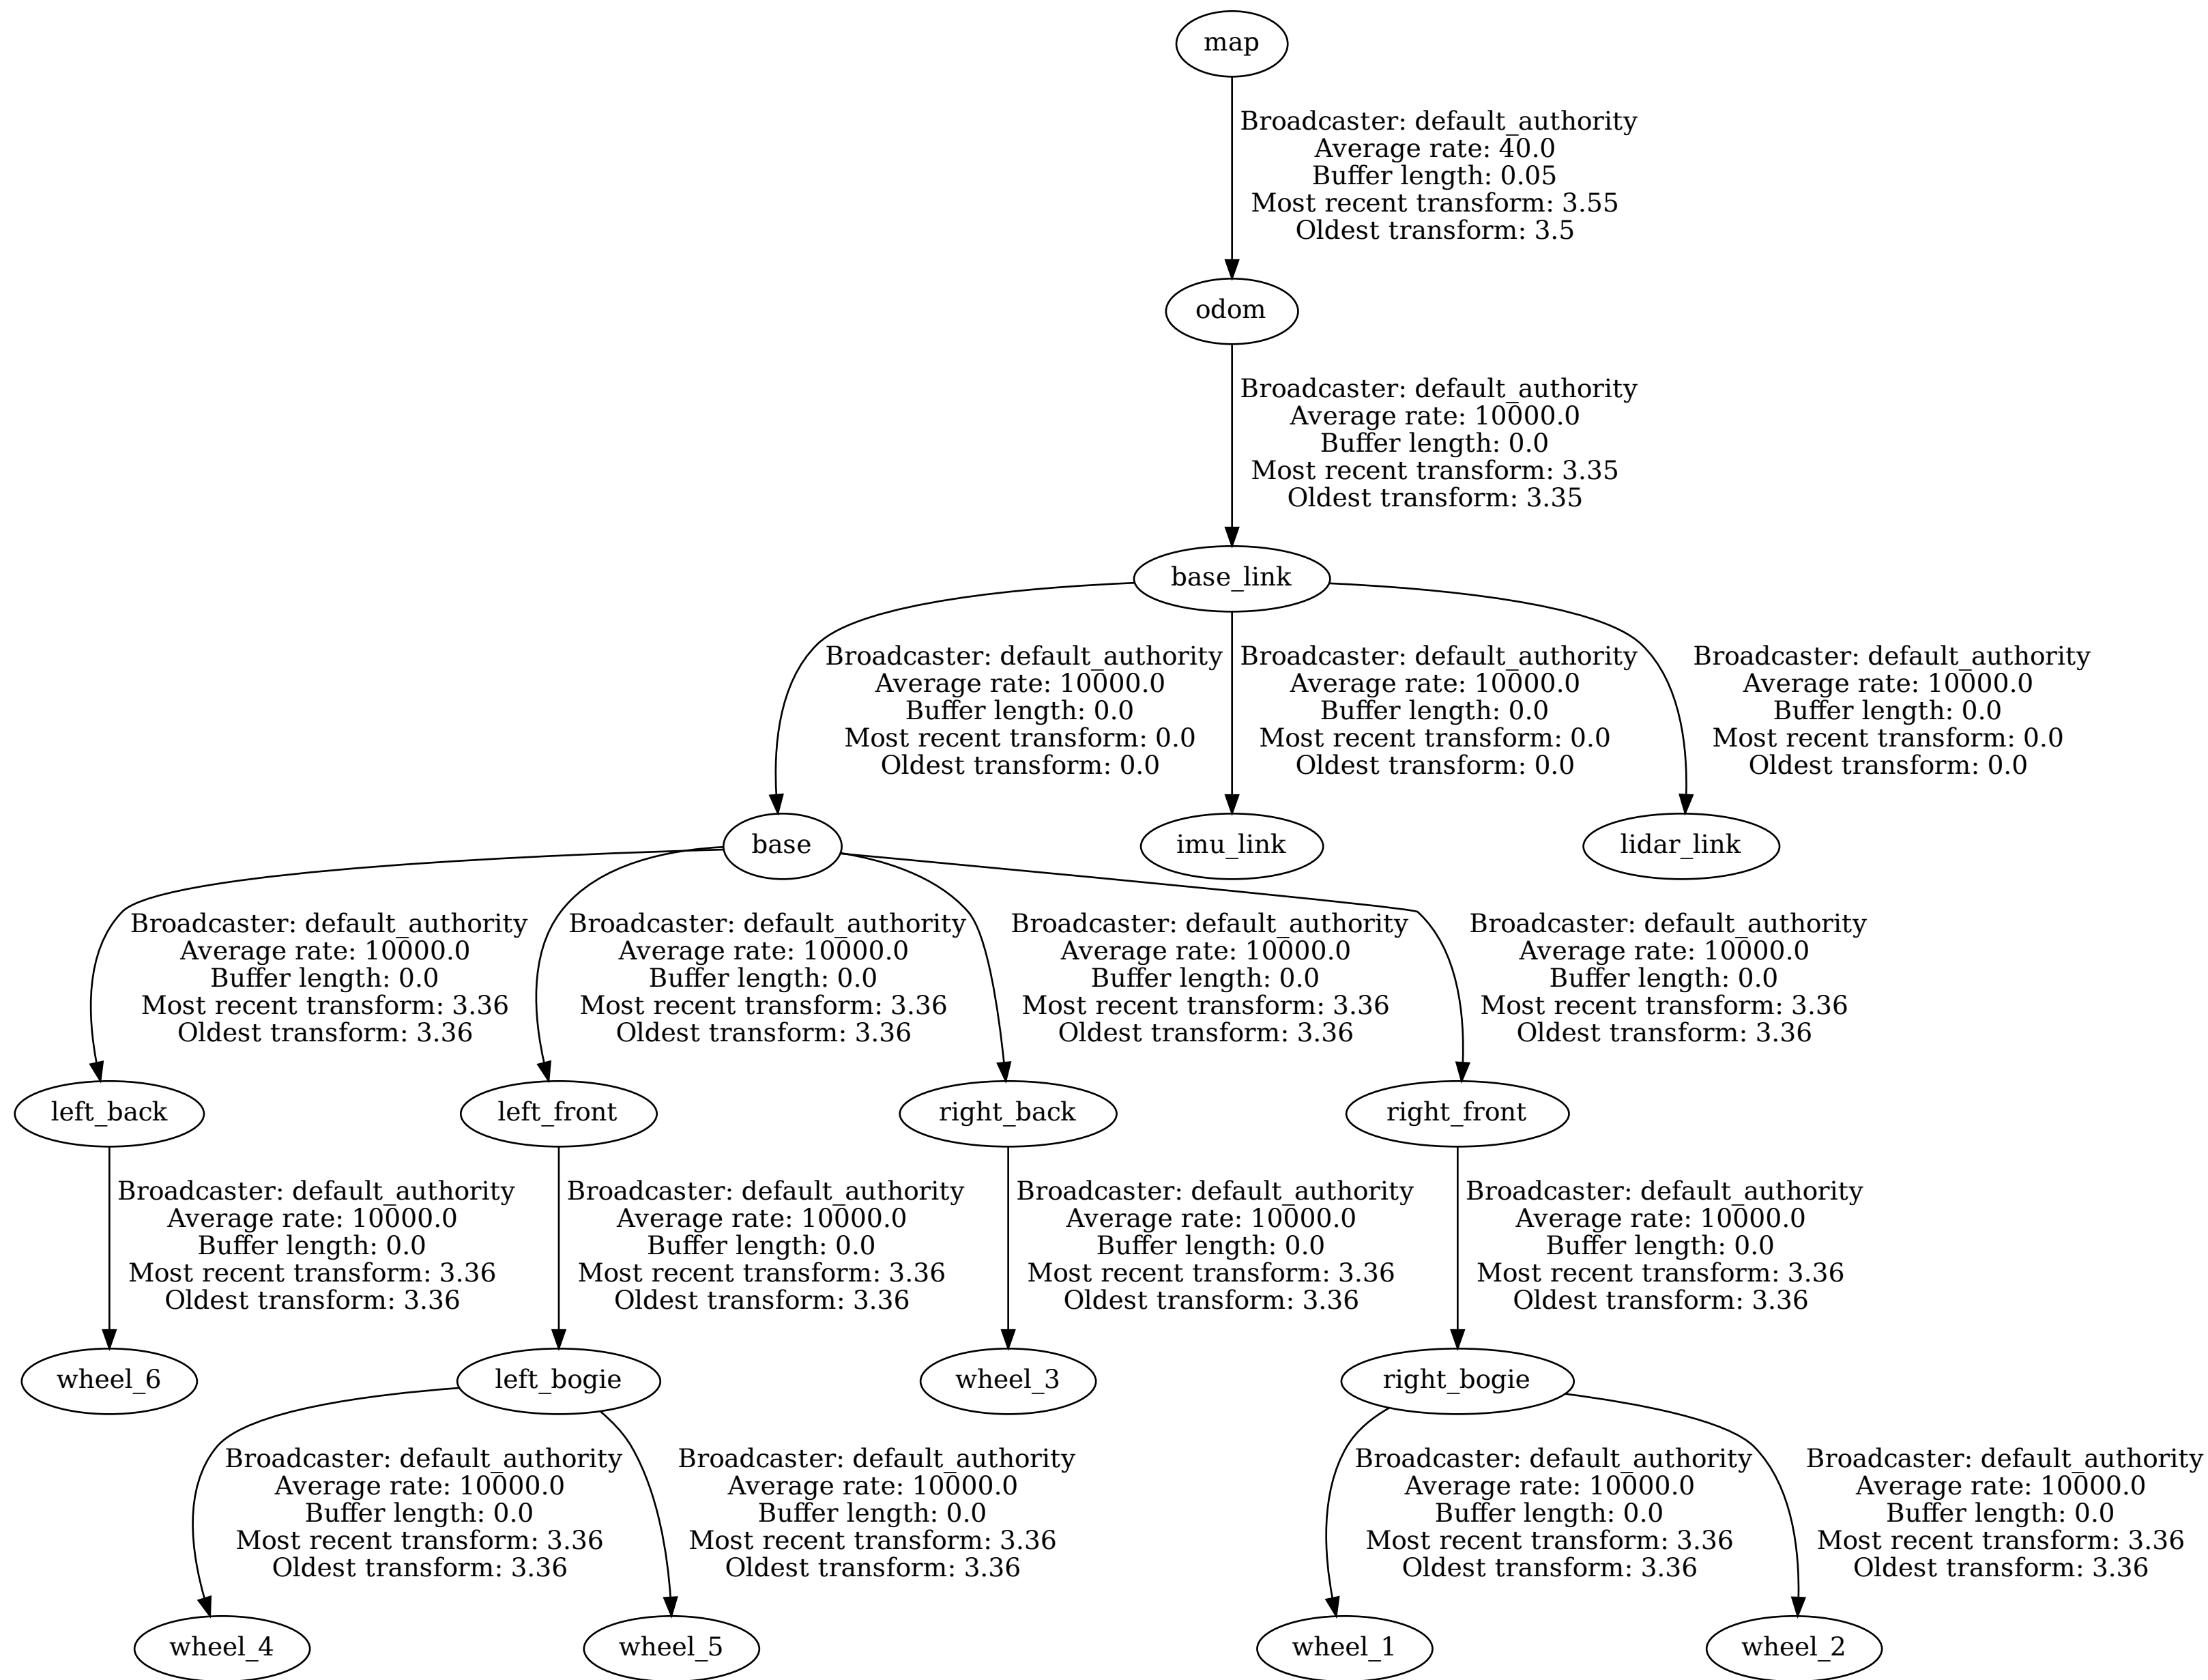 map
Broadcaster: default_authority
Average rate: 40.0
Buffer length: 0.05
Most recent transform: 3.55
Oldest transform: 3.5
odom
Broadcaster: default_authority
Average rate: 10000.0
Buffer length: 0.0
Most recent transform: 3.35
Oldest transform: 3.35
base_link
Broadcaster: default_authority
Average rate: 10000.0
Buffer length: 0.0
Most recent transform: 0.0
Oldest transform: 0.0
Broadcaster: default_authority
Average rate: 10000.0
Buffer length: 0.0
Most recent transform: 0.0
Oldest transform: 0.0
Broadcaster: default_authority
Average rate: 10000.0
Buffer length: 0.0
Most recent transform: 0.0
Oldest transform: 0.0
base
imu_link
lidar_link
Broadcaster: default_authority
Average rate: 10000.0
Buffer length: 0.0
Most recent transform: 3.36
Oldest transform: 3.36
Broadcaster: default_authority
Average rate: 10000.0
Buffer length: 0.0
Most recent transform: 3.36
Oldest transform: 3.36
Broadcaster: default_authority
Average rate: 10000.0
Buffer length: 0.0
Most recent transform: 3.36
Oldest transform: 3.36
Broadcaster: default_authority
Average rate: 10000.0
Buffer length: 0.0
Most recent transform: 3.36
Oldest transform: 3.36
left_back
left_front
right_back
right_front
Broadcaster: default_authority
Average rate: 10000.0
Buffer length: 0.0
Most recent transform: 3.36
Oldest transform: 3.36
Broadcaster: default_authority
Average rate: 10000.0
Buffer length: 0.0
Most recent transform: 3.36
Oldest transform: 3.36
Broadcaster: default_authority
Average rate: 10000.0
Buffer length: 0.0
Most recent transform: 3.36
Oldest transform: 3.36
Broadcaster: default_authority
Average rate: 10000.0
Buffer length: 0.0
Most recent transform: 3.36
Oldest transform: 3.36
wheel_6
left_bogie
wheel_3
right_bogie
Broadcaster: default_authority
Average rate: 10000.0
Buffer length: 0.0
Most recent transform: 3.36
Oldest transform: 3.36
Broadcaster: default_authority
Average rate: 10000.0
Buffer length: 0.0
Most recent transform: 3.36
Oldest transform: 3.36
Broadcaster: default_authority
Average rate: 10000.0
Buffer length: 0.0
Most recent transform: 3.36
Oldest transform: 3.36
Broadcaster: default_authority
Average rate: 10000.0
Buffer length: 0.0
Most recent transform: 3.36
Oldest transform: 3.36
wheel_4
wheel_5
wheel_1
wheel_2